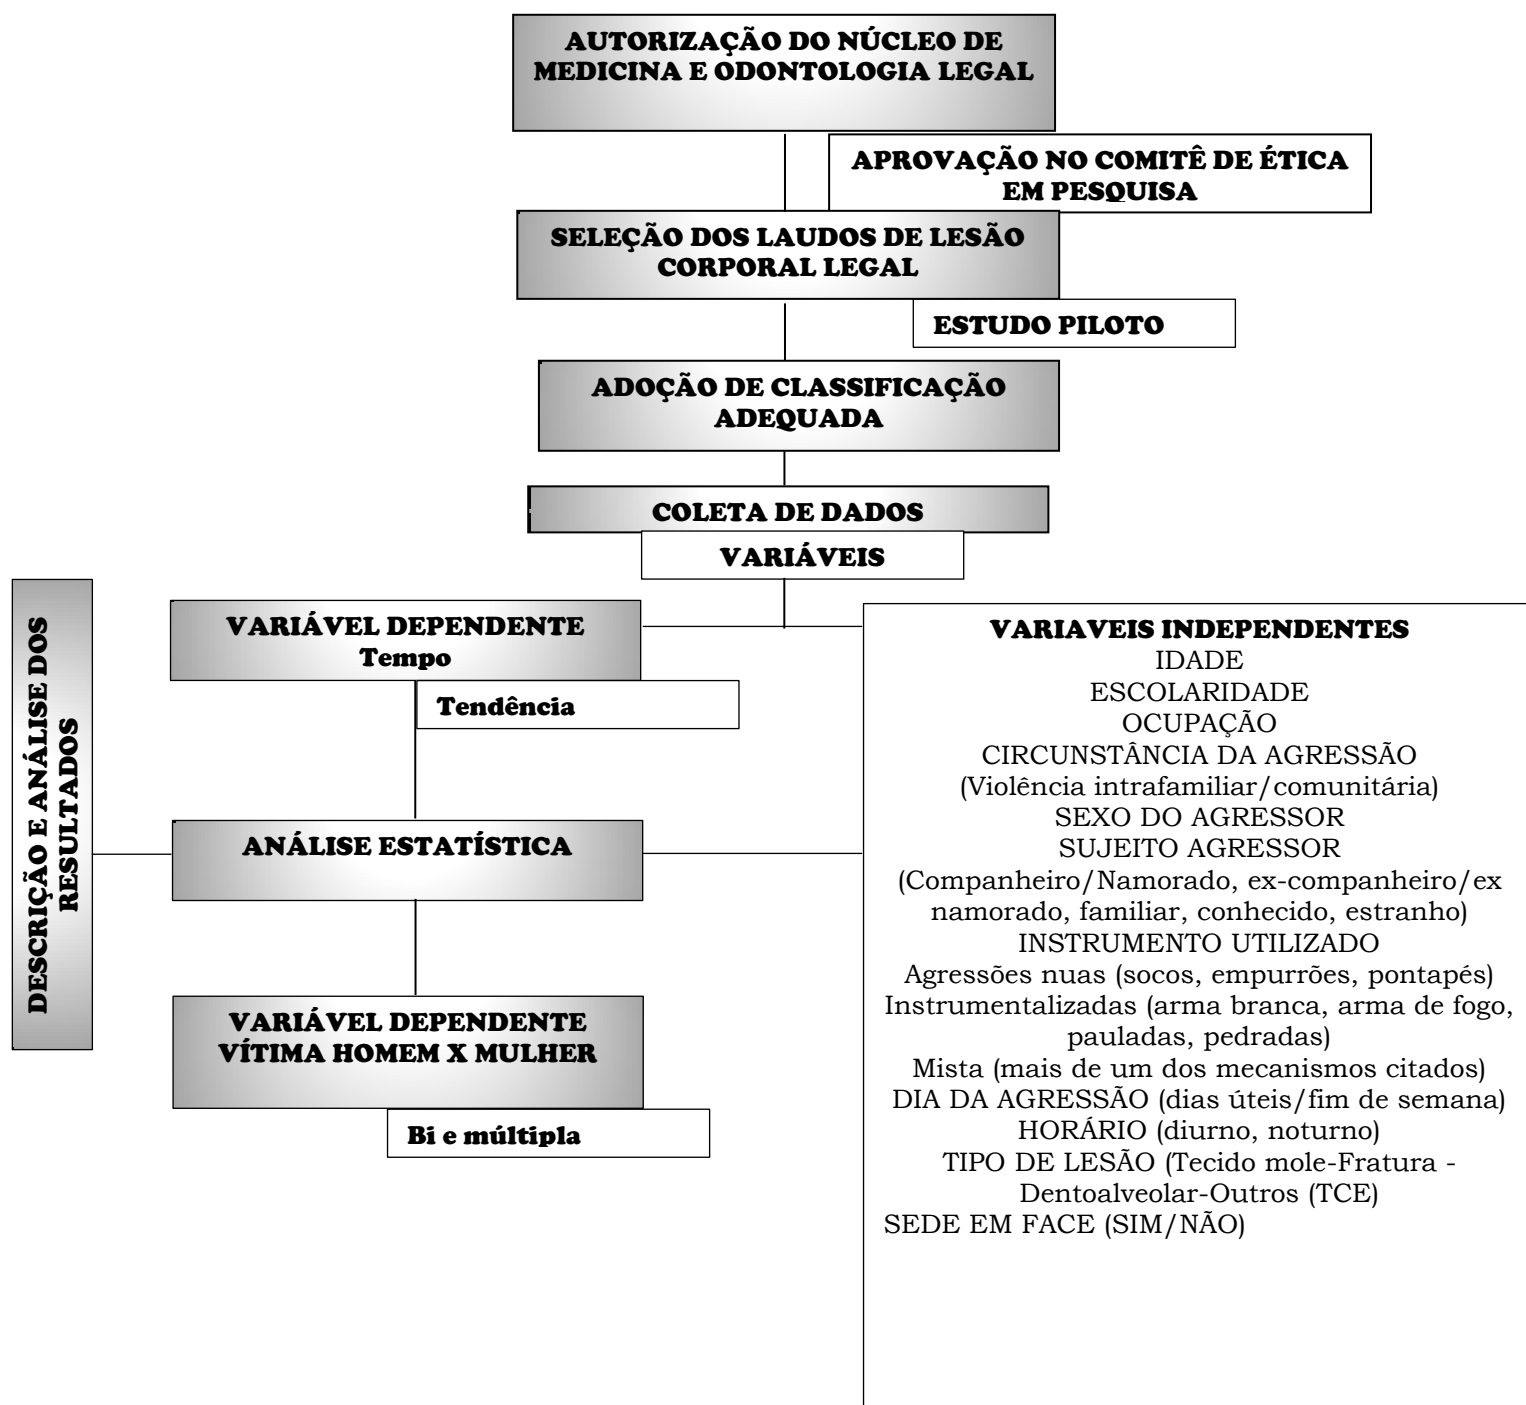 AUTORIZAÇÃO DO NÚCLEO DE
MEDICINA E ODONTOLOGIA LEGAL
APROVAÇÃO NO COMITÊ DE ÉTICA
EM PESQUISA
SELEÇÃO DOS LAUDOS DE LESÃO
CORPORAL LEGAL
ESTUDO PILOTO
ADOÇÃO DE CLASSIFICAÇÃO
ADEQUADA
COLETA DE DADOS
VARIÁVEIS
VARIÁVEL DEPENDENTE
Tempo
Tendência
DESCRIÇÃO E ANÁLISE DOS
RESULTADOS
ANÁLISE ESTATÍSTICA
VARIÁVEL DEPENDENTE
VÍTIMA HOMEM X MULHER
Bi e múltipla
VARIAVEIS INDEPENDENTES
IDADE
ESCOLARIDADE
OCUPAÇÃO
CIRCUNSTÂNCIA DA AGRESSÃO
(Violência intrafamiliar/comunitária)
SEXO DO AGRESSOR
SUJEITO AGRESSOR
(Companheiro/Namorado, ex-companheiro/ex
namorado, familiar, conhecido, estranho)
INSTRUMENTO UTILIZADO
Agressões nuas (socos, empurrões, pontapés)
Instrumentalizadas (arma branca, arma de fogo,
pauladas, pedradas)
Mista (mais de um dos mecanismos citados)
DIA DA AGRESSÃO (dias úteis/fim de semana)
HORÁRIO (diurno, noturno)
TIPO DE LESÃO (Tecido mole-Fratura -
Dentoalveolar-Outros (TCE)
SEDE EM FACE (SIM/NÃO)